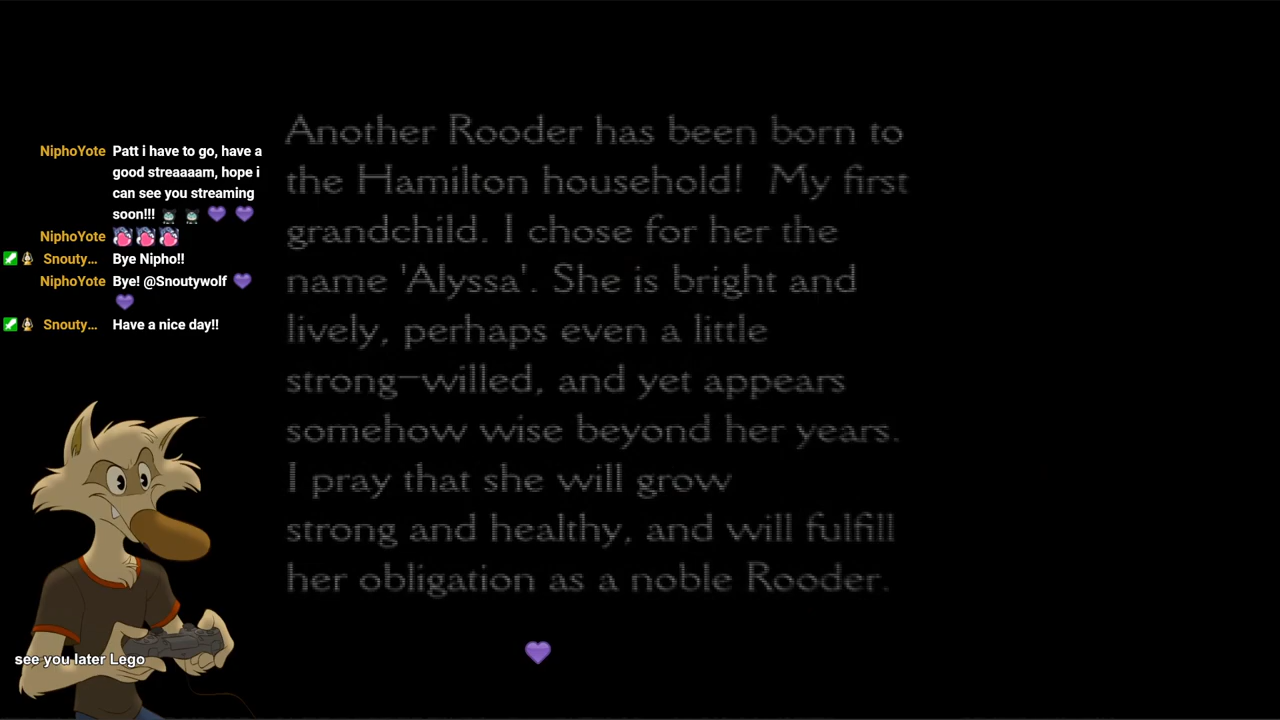 NiphoYote Patt i have to go, have a
good streaaaam, hope i
can see you streaming
soon!!!
NiphoYote
Snouty... Bye Nipho!!
NiphoYote Bye! @Snoutywolf
Snouty... Have a nice day!!
Another Rooder has been born to
the Hamilton household!  My first
grandchild. I chose for her the
name 'Alyssa'. She is bright and
lively, perhaps even a little
strong-willed, and yet appears
somehow wise beyond her years.
I pray that she will grow
strong and healthy, and will fulfill
her obligation as a noble Rooder.
see you later Lego